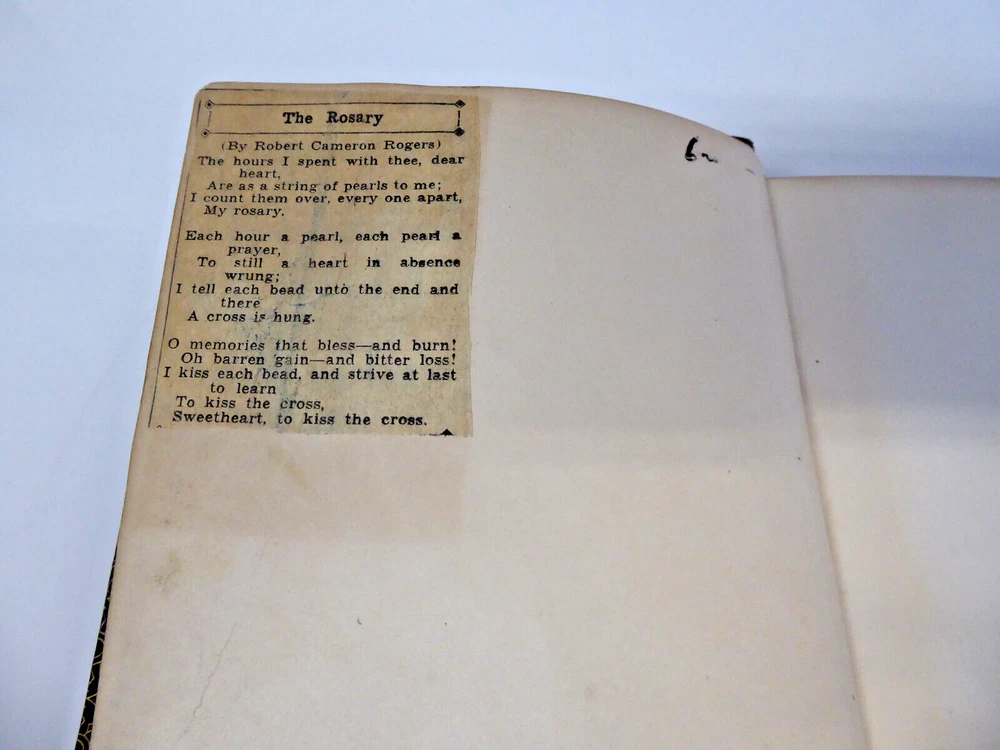 The Rosary
(By Robert Cameron Rogers)
The hours I spent with thee, dear
heart,
Are as a string of pearls to me;
I count them over, every one apart,
My rosary.
Each hour a pearl, each pearl a
prayer,
To still a heart in absence
wrung;
I tell each bead unto the end and
there
A cross is hung.
O memories that bless—and burn!
Oh barren gain—and bitter loss!
I kiss each bead, and strive at last
to learn
To kiss the cross,
Sweetheart, to kiss the cross.